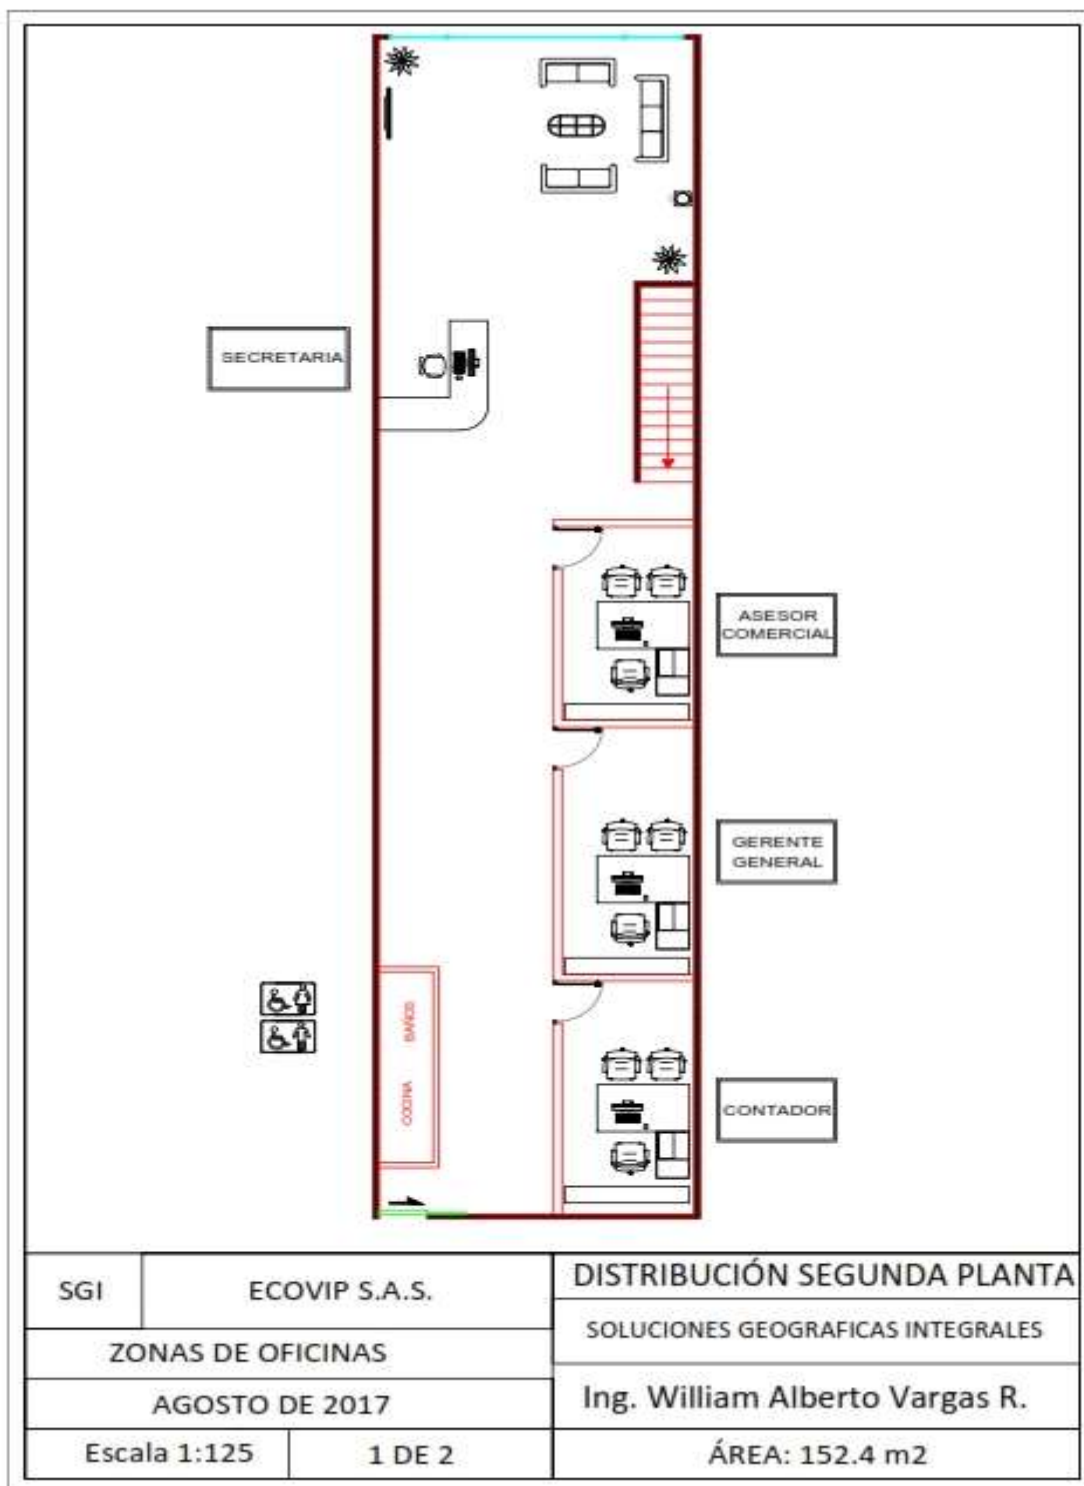 SECRETARIA
ASESOR
COMERCIAL
GERENTE
GENERAL
BAÑOS
COCINA
CONTADOR
SGI
ECOVIP S.A.S.
DISTRIBUCIÓN SEGUNDA PLANTA
SOLUCIONES GEOGRAFICAS INTEGRALES
ZONAS DE OFICINAS
AGOSTO DE 2017
Ing. William Alberto Vargas R.
Escala 1:125
1 DE 2
ÁREA: 152.4 m2